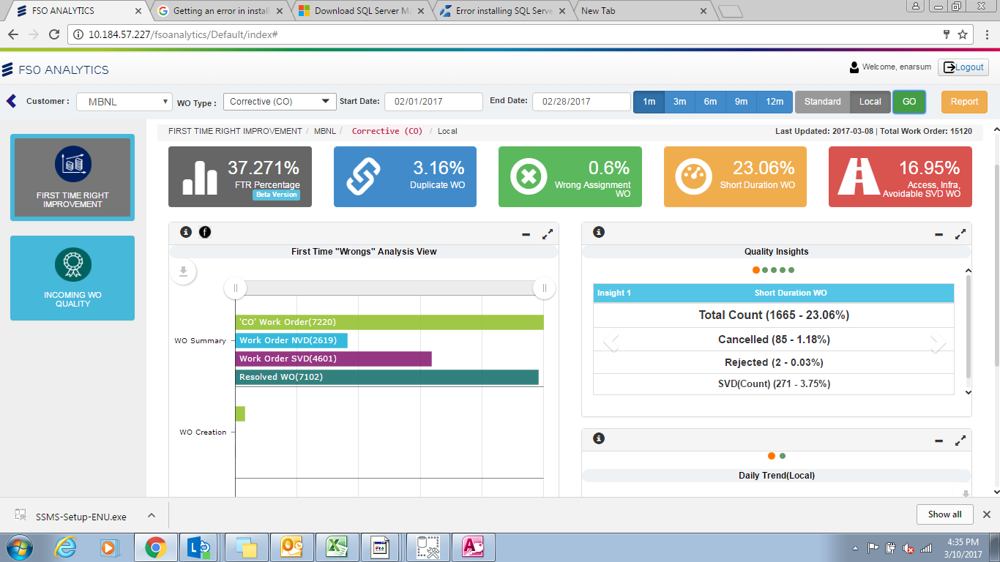 FSO ANALYTICS
Getting an error in instal
Download SQL Server Ma
Error installing SQL Serve
New Tab
10.184.57.227/fsoanalytics/Default/index#
FSO ANALYTICS
Welcome, enarsum
Logout
Customer : MBNL WO Type : Corrective (CO) Start Date: 02/01/2017 End Date: 02/28/2017 1m 3m 6m 9m 12m Standard Local GO Report
FIRST TIME RIGHT IMPROVEMENT / MBNL / Corrective (CO) / Local
Last Updated: 2017-03-08 | Total Work Order: 15120
FIRST TIME RIGHT
IMPROVEMENT
INCOMING WO
QUALITY
37.271%
FTR Percentage
Beta Version
3.16%
Duplicate WO
0.6%
Wrong Assignment
WO
23.06%
Short Duration WO
16.95%
Access, Infra,
Avoidable SVD WO
f
First Time "Wrongs" Analysis View
WO Summary
'CO' Work Order(7220)
Work Order NVD(2619)
Work Order SVD(4601)
Resolved WO(7102)
WO Creation
Quality Insights
Insight 1 Short Duration WO
Total Count (1665 - 23.06%)
Cancelled (85 - 1.18%)
Rejected (2 - 0.03%)
SVD(Count) (271 - 3.75%)
Daily Trend(Local)
SSMS-Setup-ENU.exe
Show all
4:35 PM
3/10/2017